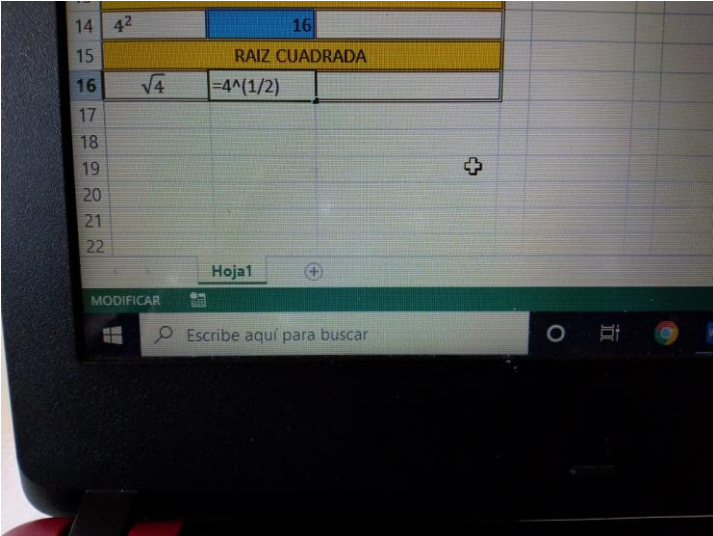 14 4² 16
15 RAIZ CUADRADA
16 √4 =4^(1/2)
17
18
19
20
21
22
Hoja1
MODIFICAR
Escribe aquí para buscar